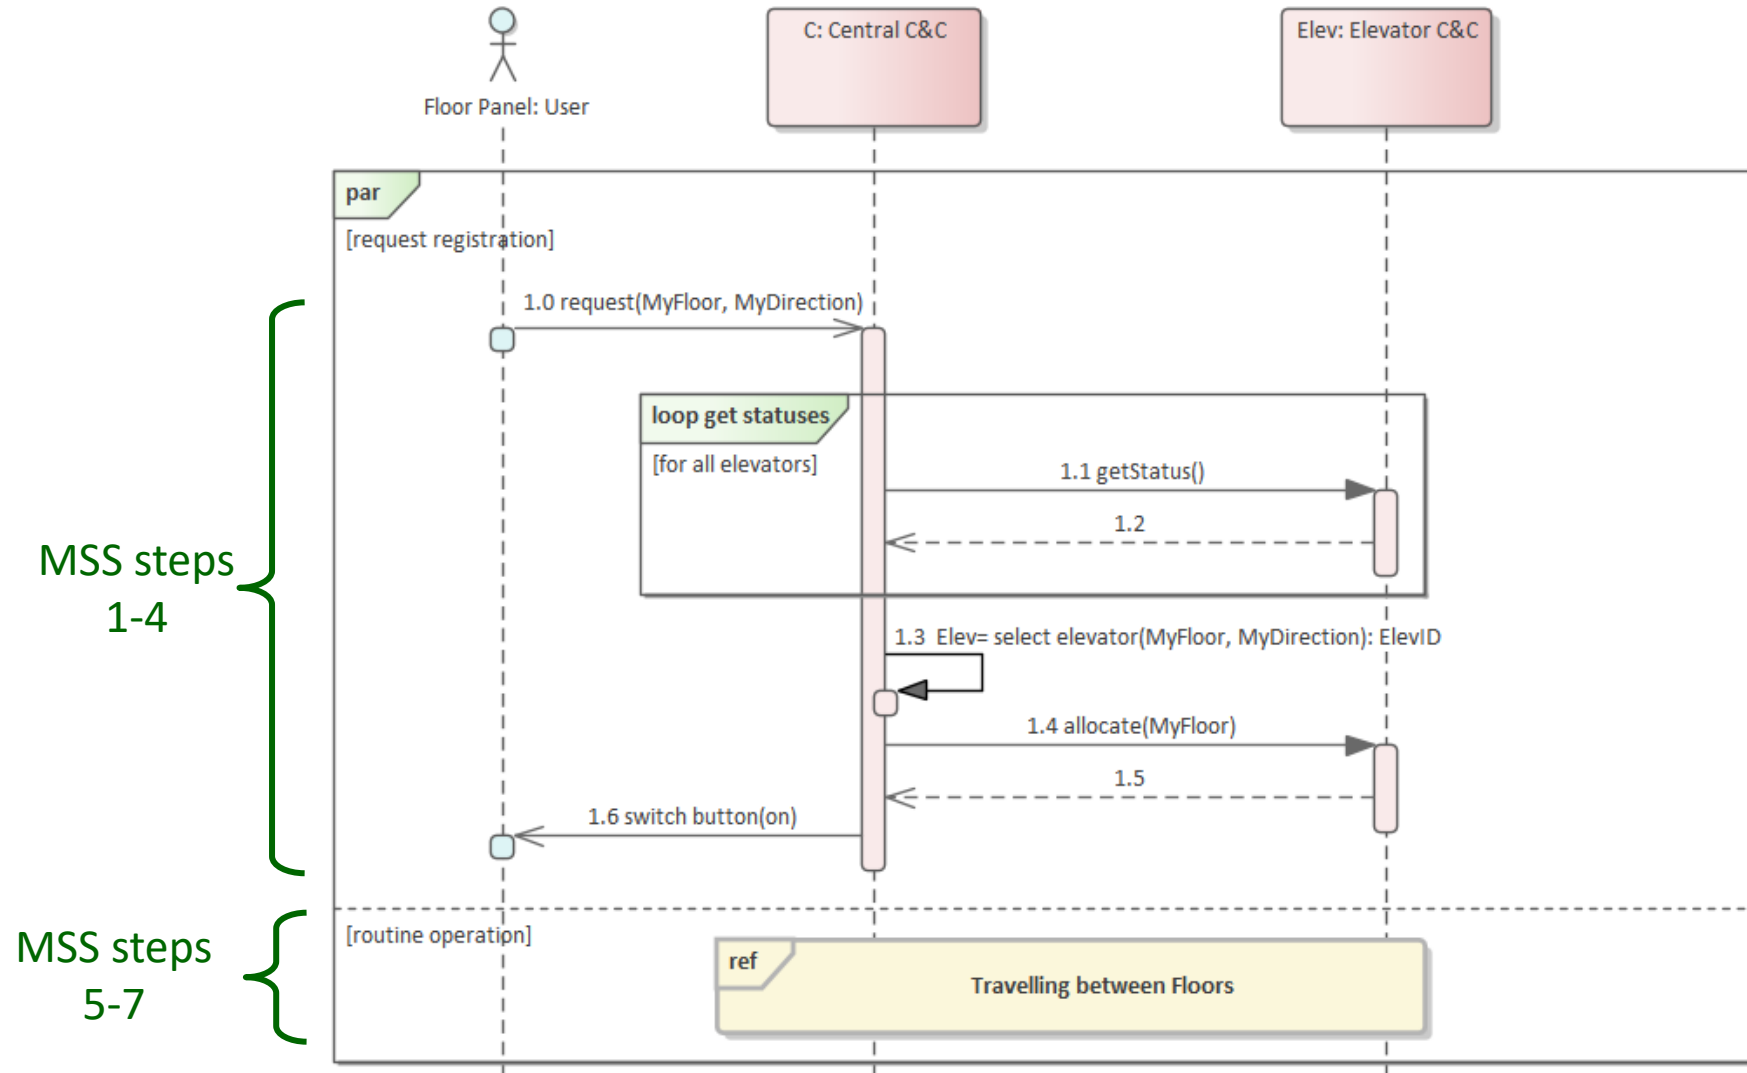 C: Central C&C
Elev: Elevator C&C
Floor Panel: User
par
[request registration]
1.0 request(MyFloor, MyDirection)
loop get statuses
[for all elevators]
1.1 getStatus()
1.2
MSS steps
1-4
1.3 Elev= select elevator(MyFloor, MyDirection): ElevID
1.4 allocate(MyFloor)
1.5
1.6 switch button(on)
MSS steps
5-7
[routine operation]
ref
Travelling between Floors